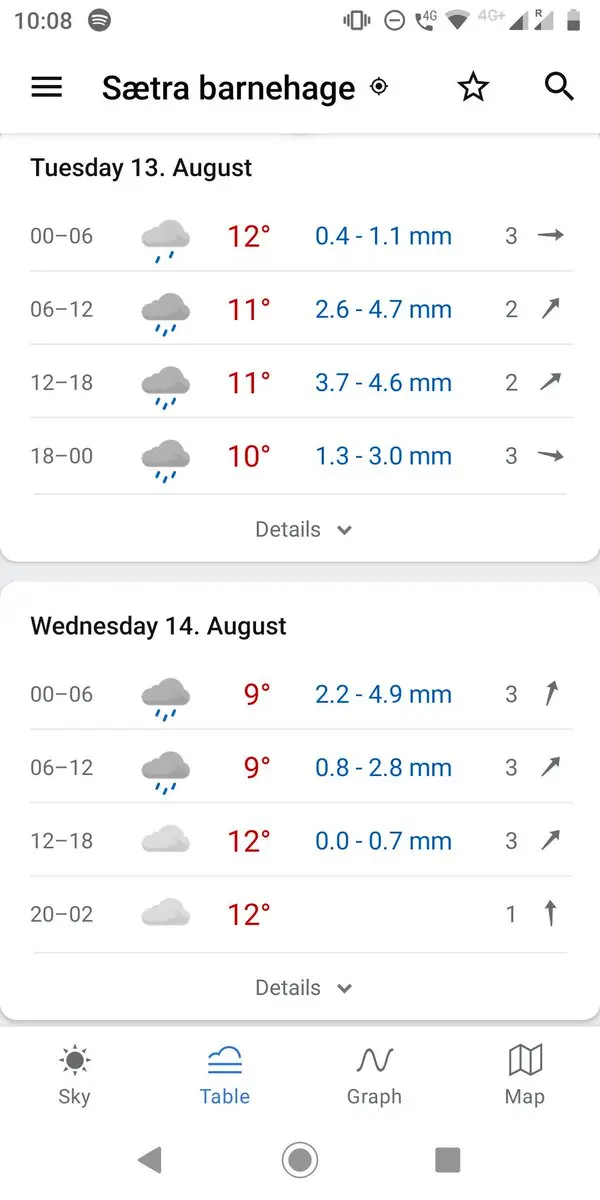 10:08 4G 4G+ R
Sætra barnehage
Tuesday 13. August
00–06 12° 0.4 - 1.1 mm 3
06–12 11° 2.6 - 4.7 mm 2
12–18 11° 3.7 - 4.6 mm 2
18–00 10° 1.3 - 3.0 mm 3
Details
Wednesday 14. August
00–06 9° 2.2 - 4.9 mm 3
06–12 9° 0.8 - 2.8 mm 3
12–18 12° 0.0 - 0.7 mm 3
20–02 12° 1
Details
Sky Table Graph Map